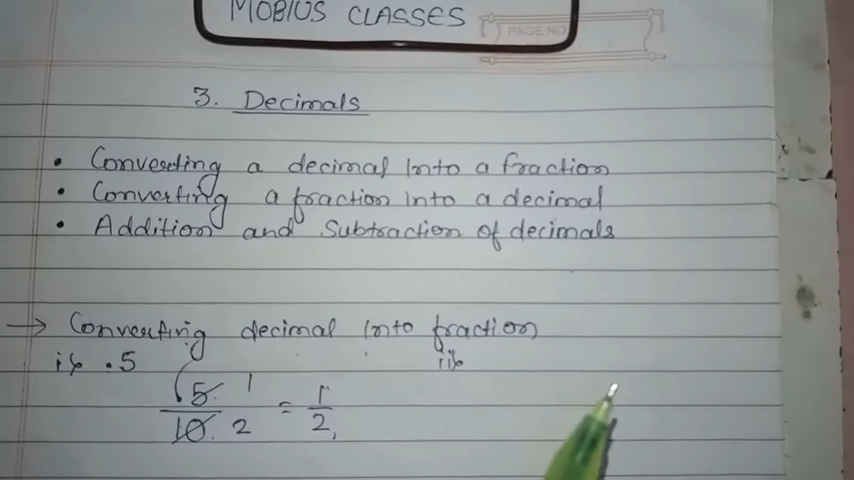 MOBIUS CLASSES
PAGE NO
3. Decimals
• Converting a decimal into a fraction
• Converting a fraction into a decimal
• Addition and Subtraction of decimals
→ Converting decimal into fraction
i) .5 ii)
5/10 1/2 = 1/2